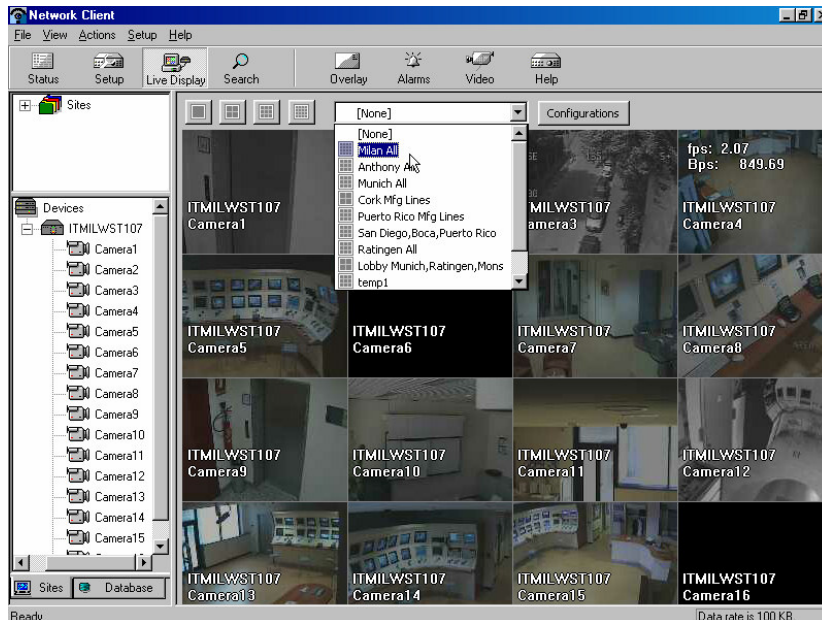 Network Client
File View Actions Setup Help
Status Setup Live Display Search Overlay Alarms Video Help
Sites
[None]
Configurations
[None]
Milan All
Anthony
Munich All
Cork Mfg Lines
Puerto Rico Mfg Lines
San Diego,Boca,Puerto Rico
Ratingen All
Lobby Munich,Ratingen,Mons
temp1
Devices
ITMILWST107
Camera1
Camera2
Camera3
Camera4
Camera5
Camera6
Camera7
Camera8
Camera9
Camera10
Camera11
Camera12
Camera13
Camera14
Camera15
Sites Database
ITMILWST107
Camera1
MILWST107
amera3
fps: 2.07
Bps: 849.69
ITMILWST107
Camera4
ITMILWST107
Camera5
ITMILWST107
Camera6
ITMILWST107
Camera7
ITMILWST107
Camera8
ITMILWST107
Camera9
ITMILWST107
Camera10
ITMILWST107
Camera11
ITMILWST107
Camera12
ITMILWST107
Camera13
ITMILWST107
Camera14
ITMILWST107
Camera15
ITMILWST107
Camera16
Ready
Data rate is 100 KB